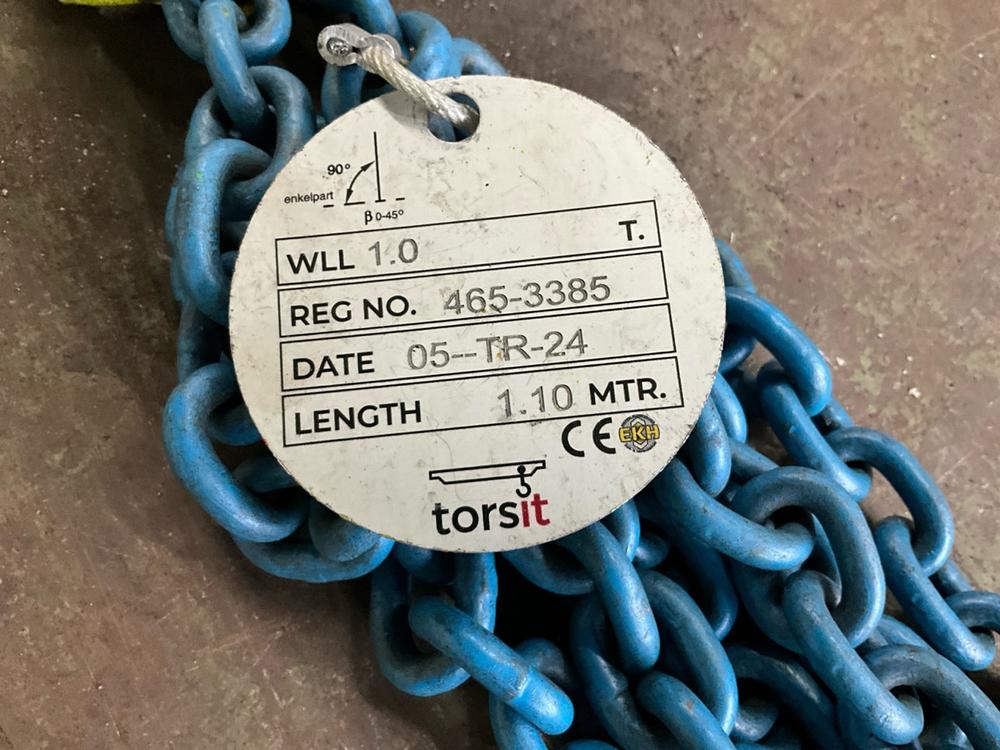 90°
enkelpart
β 0-45°
WLL 1.0 T.
REG NO. 465-3385
DATE 05--TR-24
LENGTH 1.10 MTR.
CE EKH
torsit